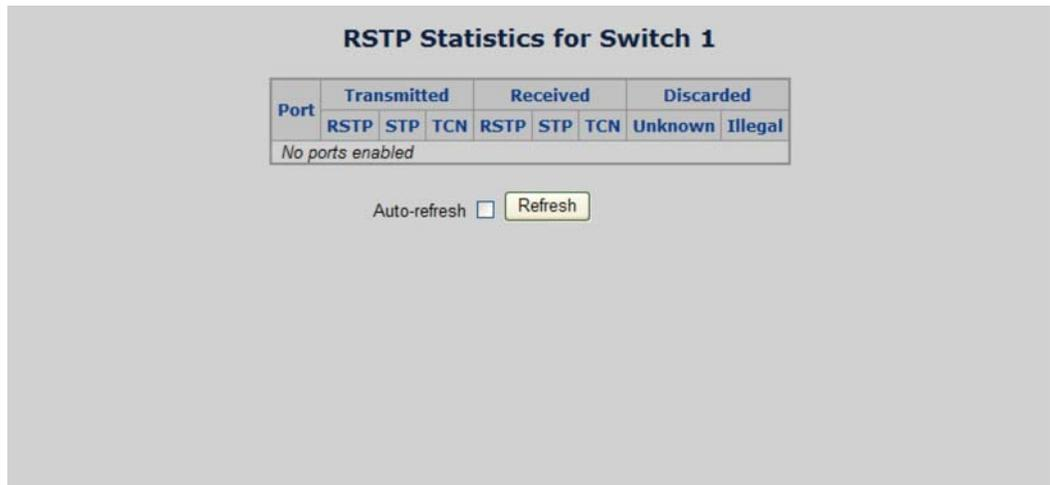 RSTP Statistics for Switch 1
Port Transmitted Received Discarded
RSTP STP TCN RSTP STP TCN Unknown Illegal
No ports enabled
Auto-refresh Refresh